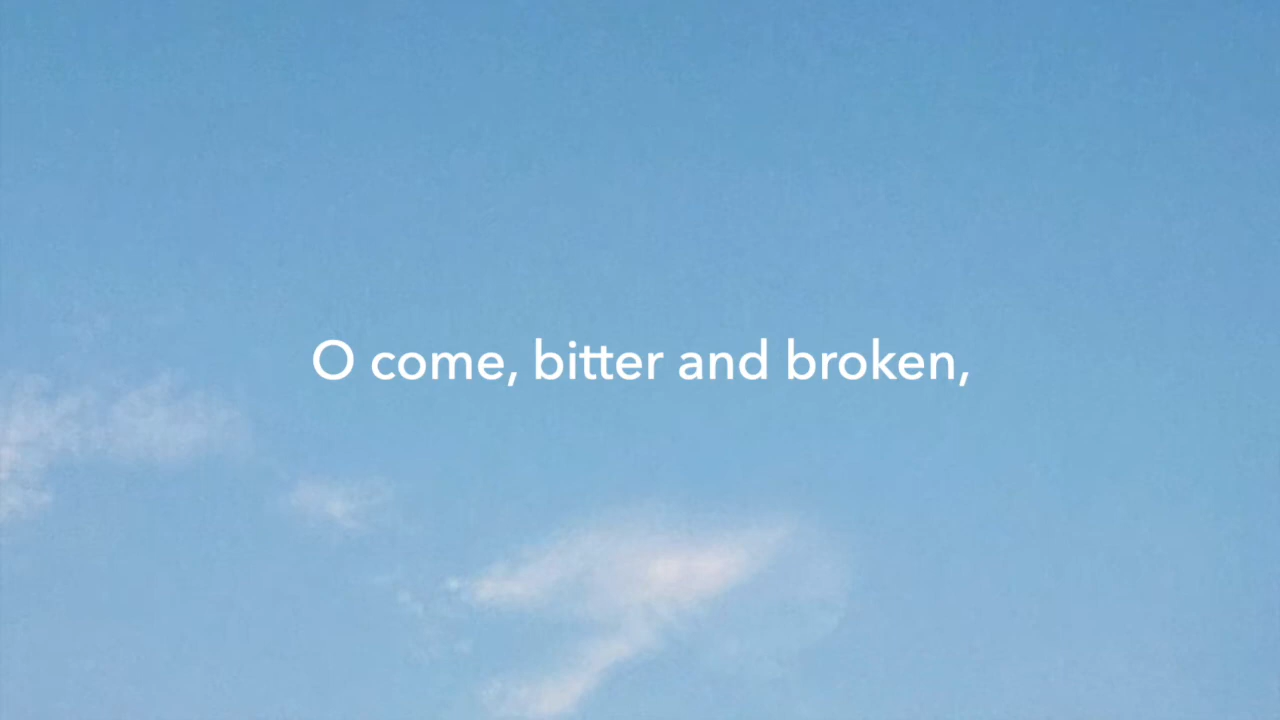 O come, bitter and broken,